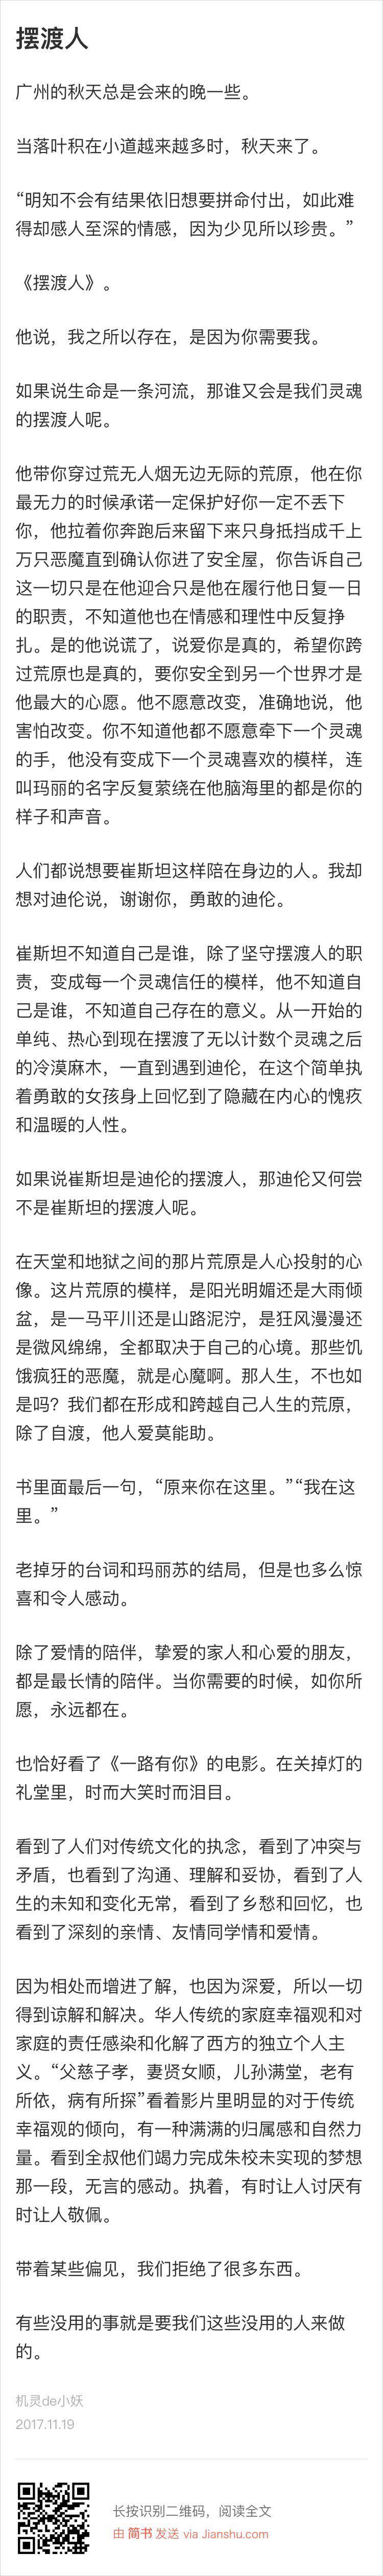 摆渡人
广州的秋天总是会来的晚一些。
当落叶积在小道越来越多时，秋天来了。
“明知不会有结果依旧想要拼命付出，如此难
得却感人至深的情感，因为少见所以珍贵。”
《摆渡人》。
他说，我之所以存在，是因为你需要我。
如果说生命是一条河流，那谁又会是我们灵魂
的摆渡人呢。
他带你穿过荒无人烟无边无际的荒原，他在你
最无力的时候承诺一定保护好你一定不丢下
你，他拉着你奔跑后来留下来只身抵挡成千上
万只恶魔直到确认你进了安全屋，你告诉自己
这一切只是在他迎合只是他在履行他日复一日
的职责，不知道他也在情感和理性中反复挣
扎。是的他说谎了，说爱你是真的，希望你跨
过荒原也是真的，要你安全到另一个世界才是
他最大的心愿。他不愿意改变，准确地说，他
害怕改变。你不知道他都不愿意牵下一个灵魂
的手，他没有变成下一个灵魂喜欢的模样，连
叫玛丽的名字反复萦绕在他脑海里的都是你的
样子和声音。
人们都说想要崔斯坦这样陪在身边的人。我却
想对迪伦说，谢谢你，勇敢的迪伦。
崔斯坦不知道自己是谁，除了坚守摆渡人的职
责，变成每一个灵魂信任的模样，他不知道自
己是谁，不知道自己存在的意义。从一开始的
单纯、热心到现在摆渡了无以计数个灵魂之后
的冷漠麻木，一直到遇到迪伦，在这个简单执
着勇敢的女孩身上回忆到了隐藏在内心的愧疚
和温暖的人性。
如果说崔斯坦是迪伦的摆渡人，那迪伦又何尝
不是崔斯坦的摆渡人呢。
在天堂和地狱之间的那片荒原是人心投射的心
像。这片荒原的模样，是阳光明媚还是大雨倾
盆，是一马平川还是山路泥泞，是狂风漫漫还
是微风绵绵，全都取决于自己的心境。那些饥
饿疯狂的恶魔，就是心魔啊。那人生，不也如
是吗？我们都在形成和跨越自己人生的荒原，
除了自渡，他人爱莫能助。
书里面最后一句，“原来你在这里。”“我在这
里。”
老掉牙的台词和玛丽苏的结局，但是也多么惊
喜和令人感动。
除了爱情的陪伴，挚爱的家人和心爱的朋友，
都是最长情的陪伴。当你需要的时候，如你所
愿，永远都在。
也恰好看了《一路有你》的电影。在关掉灯的
礼堂里，时而大笑时而泪目。
看到了人们对传统文化的执念，看到了冲突与
矛盾，也看到了沟通、理解和妥协，看到了人
生的未知和变化无常，看到了乡愁和回忆，也
看到了深刻的亲情、友情同学情和爱情。
因为相处而增进了解，也因为深爱，所以一切
得到谅解和解决。华人传统的家庭幸福观和对
家庭的责任感染和化解了西方的独立个人主
义。“父慈子孝，妻贤女顺，儿孙满堂，老有
所依，病有所探”看着影片里明显的对于传统
幸福观的倾向，有一种满满的归属感和自然力
量。看到全叔他们竭力完成朱校未实现的梦想
那一段，无言的感动。执着，有时让人讨厌有
时让人敬佩。
带着某些偏见，我们拒绝了很多东西。
有些没用的事就是要我们这些没用的人来做
的。
机灵de小妖
2017.11.19
长按识别二维码，阅读全文
由 简书 发送 via Jianshu.com